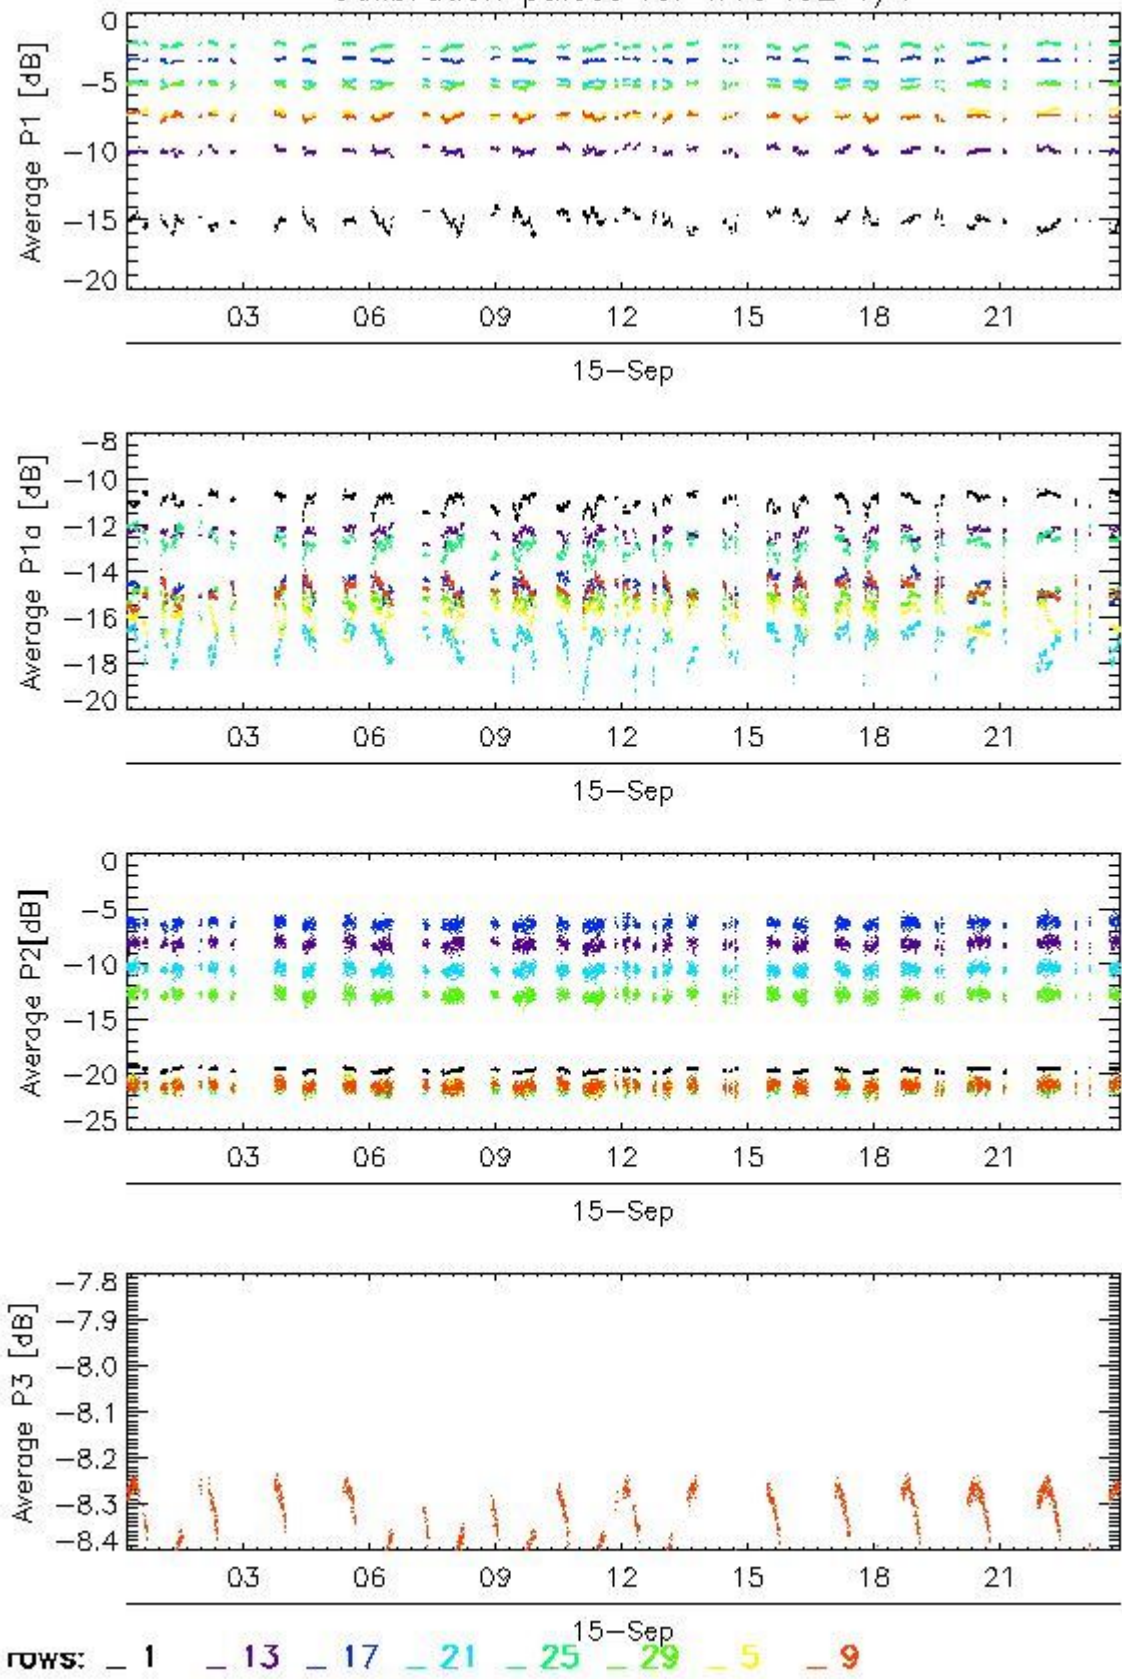 0
−5
−10
−15
−20
Average P1 [dB]
03 06 09 12 15 18 21
15−Sep
−8
−10
−12
−14
−16
−18
−20
Average P1a [dB]
03 06 09 12 15 18 21
15−Sep
0
−5
−10
−15
−20
−25
Average P2[dB]
03 06 09 12 15 18 21
15−Sep
−7.8
−7.9
−8.0
−8.1
−8.2
−8.3
−8.4
Average P3 [dB]
03 06 09 12 15 18 21
15−Sep
rows: _ 1 _ 13 _ 17 _ 21 _ 25 _ 29 _ 5 _ 9